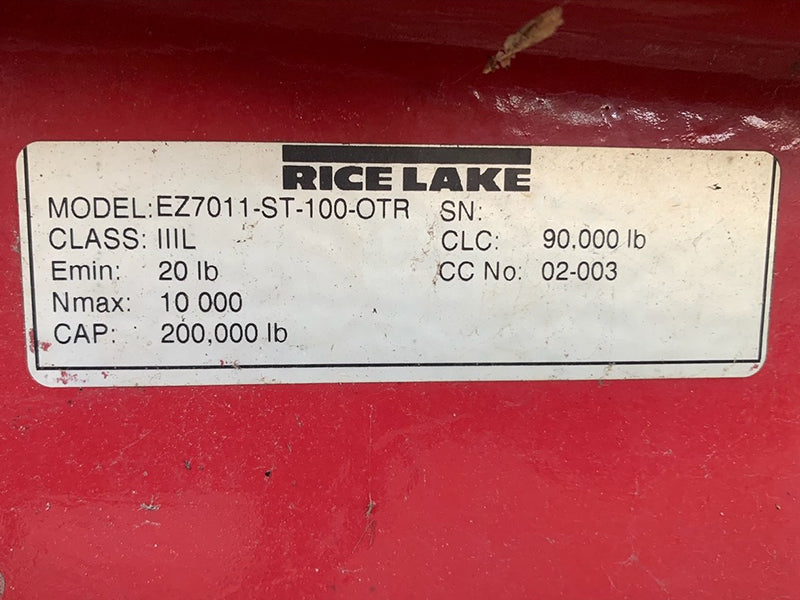 RICE LAKE
MODEL: EZ7011-ST-100-OTR SN:
CLASS: IIIL CLC: 90,000 lb
Emin: 20 lb CC No: 02-003
Nmax: 10 000
CAP: 200,000 lb